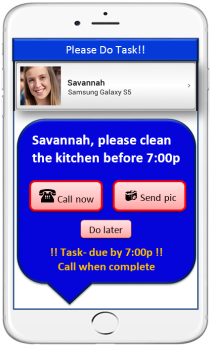 Please Do Task!!
Savannah
Samsung Galaxy S5
Savannah, please clean
the kitchen before 7:00p
Call now
Send pic
Do later
!! Task- due by 7:00p !!
Call when complete